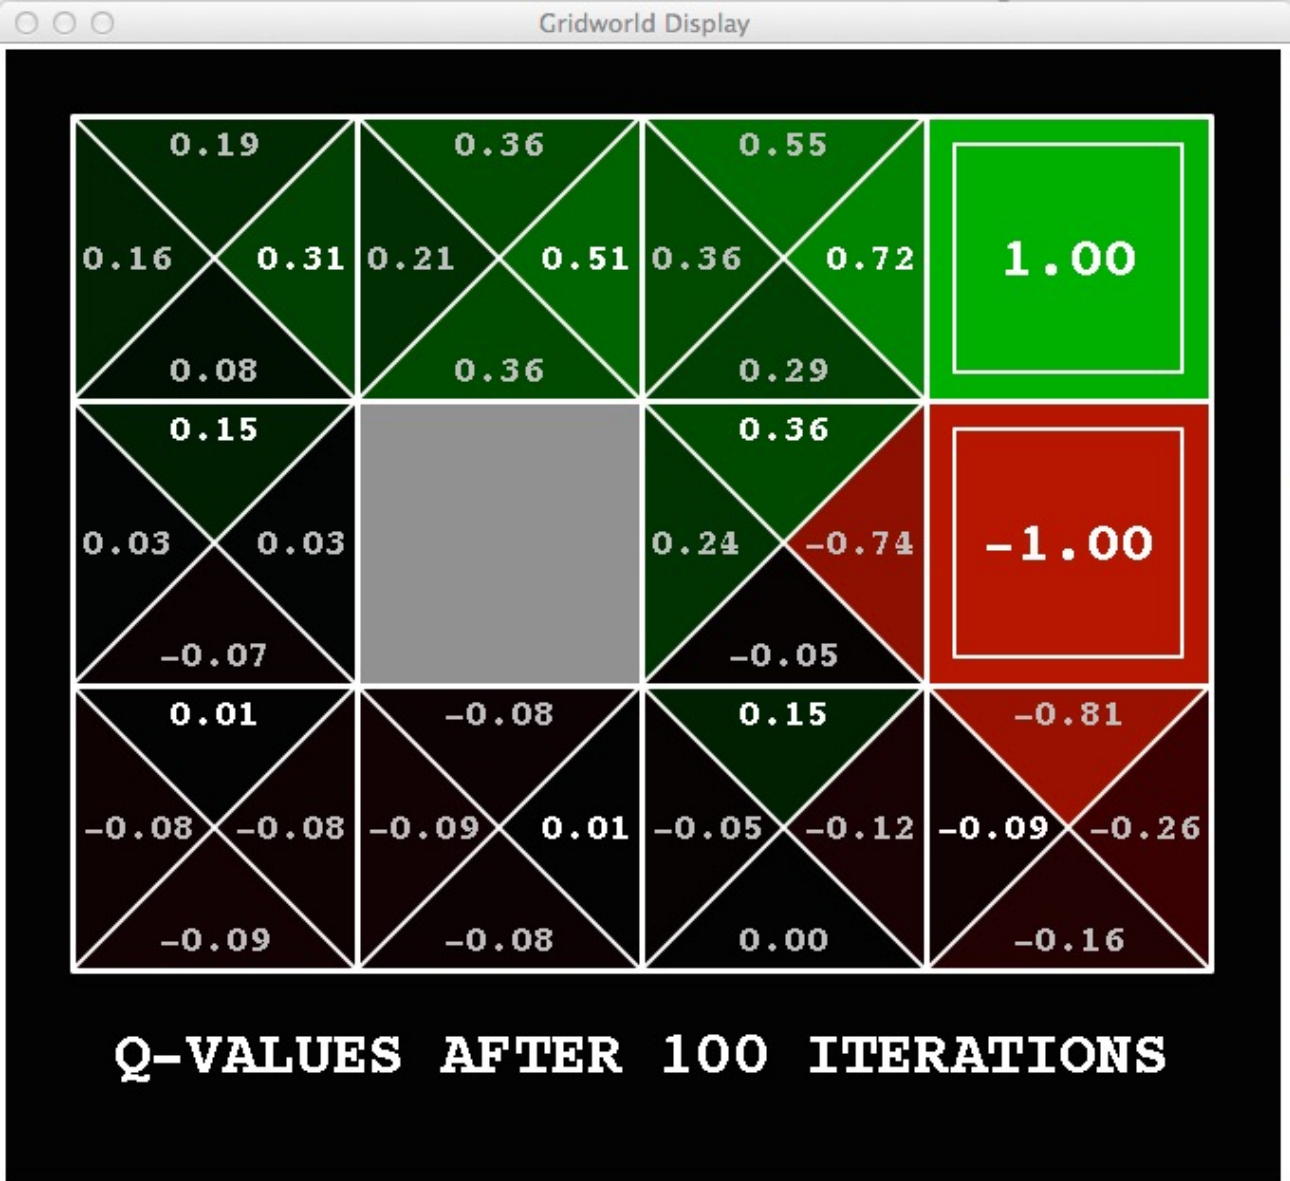 Gridworld Display
0.19 0.36 0.55
0.16 0.31 0.21 0.51 0.36 0.72 1.00
0.08 0.36 0.29
0.15 0.36
0.03 0.03 0.24 -0.74 -1.00
-0.07 -0.05
0.01 -0.08 0.15 -0.81
-0.08 -0.08 -0.09 0.01 -0.05 -0.12 -0.09 -0.26
-0.09 -0.08 0.00 -0.16
Q-VALUES AFTER 100 ITERATIONS